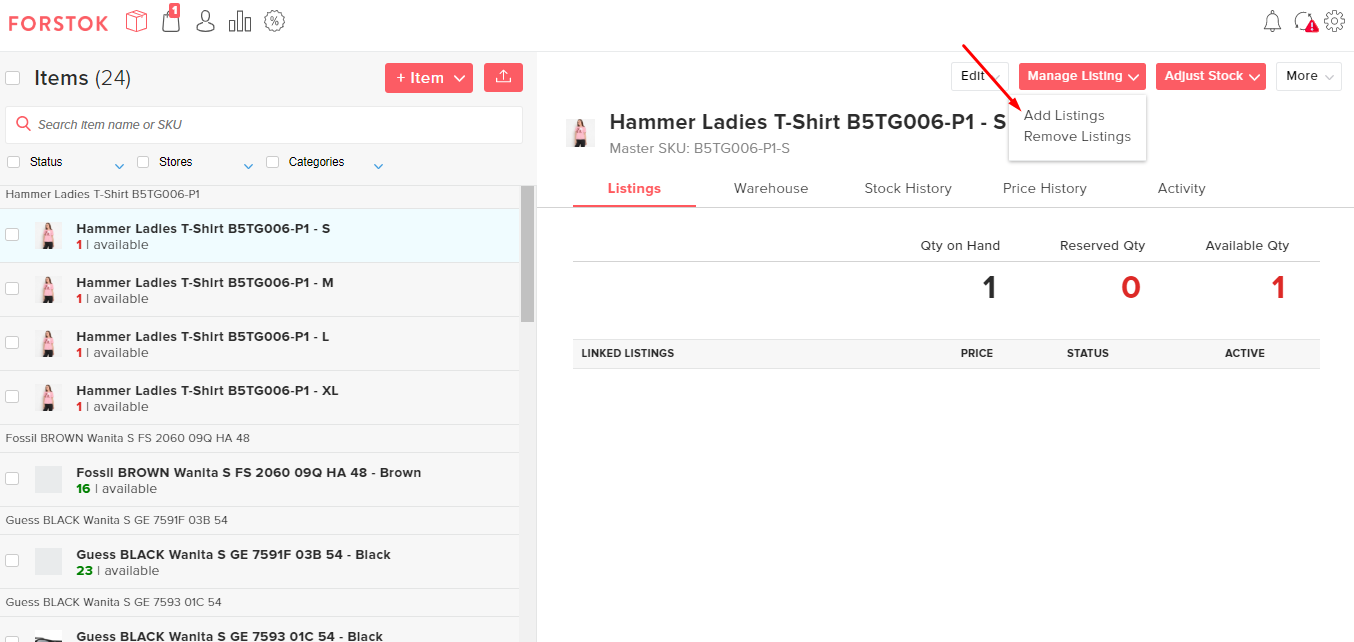 FORSTOK
1
%
Items (24)
+ Item
Search item name or SKU
Status
Stores
Categories
Hammer Ladies T-Shirt B5TG006-P1
Hammer Ladies T-Shirt B5TG006-P1 - S
1 | available
Hammer Ladies T-Shirt B5TG006-P1 - M
1 | available
Hammer Ladies T-Shirt B5TG006-P1 - L
1 | available
Hammer Ladies T-Shirt B5TG006-P1 - XL
1 | available
Fossil BROWN Wanita S FS 2060 09Q HA 48
Fossil BROWN Wanita S FS 2060 09Q HA 48 - Brown
16 | available
Guess BLACK Wanita S GE 7591F 03B 54
Guess BLACK Wanita S GE 7591F 03B 54 - Black
23 | available
Guess BLACK Wanita S GE 7593 01C 54
Guess BLACK Wanita S GE 7593 01C 54 - Black
Edit
Manage Listing
Adjust Stock
More
Add Listings
Remove Listings
Hammer Ladies T-Shirt B5TG006-P1 - S
Master SKU: B5TG006-P1-S
Listings
Warehouse
Stock History
Price History
Activity
Qty on Hand
Reserved Qty
Available Qty
1
0
1
LINKED LISTINGS
PRICE
STATUS
ACTIVE